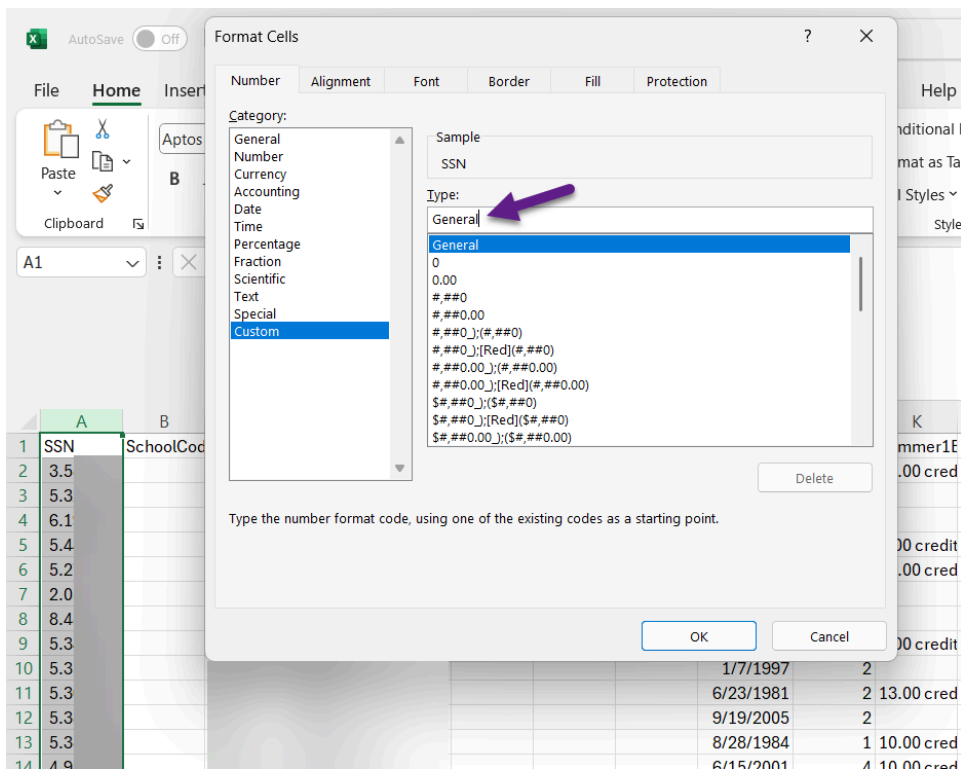 AutoSave Off
Format Cells ? ×
File Home Insert Help
Number Alignment Font Border Fill Protection
Category:
General
Number
Currency
Accounting
Date
Time
Percentage
Fraction
Scientific
Text
Special
Custom
Sample
SSN
Type:
General
General
0
0.00
#,##0
#,##0.00
#,##0_);(#,##0)
#,##0_);[Red](#,##0)
#,##0.00_);(#,##0.00)
#,##0.00_);[Red](#,##0.00)
$#,##0_);($#,##0)
$#,##0_);[Red]($#,##0)
$#,##0.00_);($#,##0.00)
Delete
Type the number format code, using one of the existing codes as a starting point.
OK Cancel
Paste
Clipboard
Aptos
B
nditional
mat as Ta
l Styles
Style
A1
A B K
1 SSN SchoolCod mmer1E
2 3.5 .00 cred
3 5.3
4 6.1
5 5.4 00 credit
6 5.2 .00 cred
7 2.0
8 8.4
9 5.3 00 credit
10 5.3 1/7/1997 2
11 5.3 6/23/1981 2 13.00 cred
12 5.3 9/19/2005 2
13 5.3 8/28/1984 1 10.00 cred
14 4.9 6/15/2001 4 10.00 cred